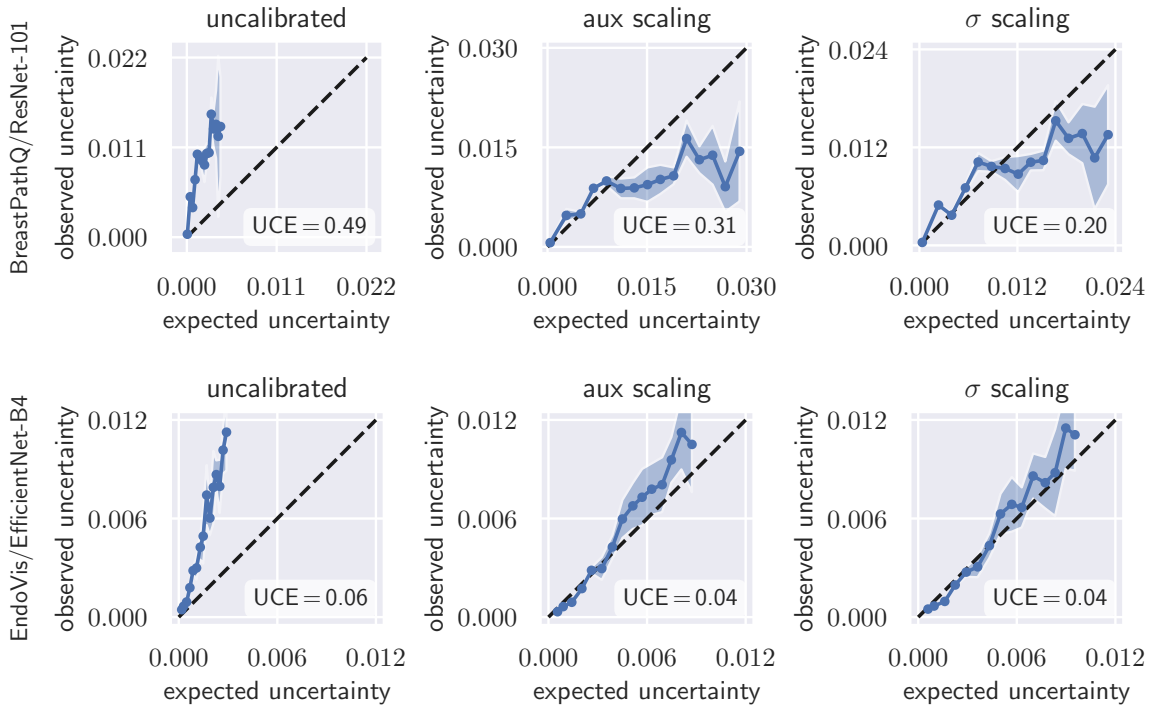 BreastPathQ/ResNet-101
uncalibrated
observed uncertainty
0.022
0.011
0.000
UCE = 0.49
0.000 0.011 0.022
expected uncertainty
aux scaling
observed uncertainty
0.030
0.015
0.000
UCE = 0.31
0.000 0.015 0.030
expected uncertainty
σ scaling
observed uncertainty
0.024
0.012
0.000
UCE = 0.20
0.000 0.012 0.024
expected uncertainty
EndoVis/EfficientNet-B4
uncalibrated
observed uncertainty
0.012
0.006
0.000
UCE = 0.06
0.000 0.006 0.012
expected uncertainty
aux scaling
observed uncertainty
0.012
0.006
0.000
UCE = 0.04
0.000 0.006 0.012
expected uncertainty
σ scaling
observed uncertainty
0.012
0.006
0.000
UCE = 0.04
0.000 0.006 0.012
expected uncertainty